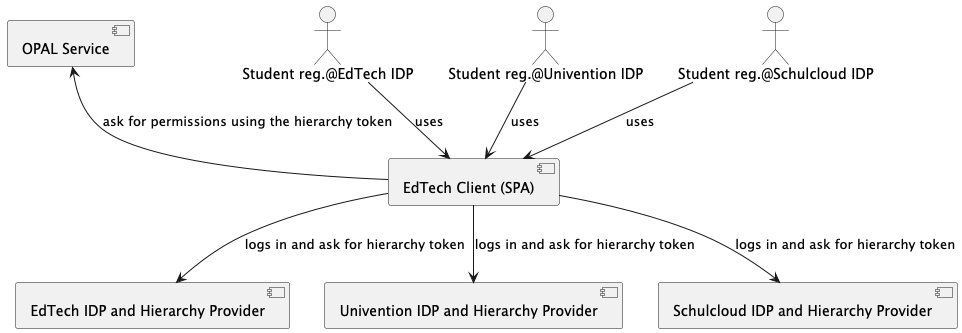 OPAL Service
Student reg.@EdTech IDP
Student reg.@Univention IDP
Student reg.@Schulcloud IDP
ask for permissions using the hierarchy token
uses
uses
uses
EdTech Client (SPA)
logs in and ask for hierarchy token
logs in and ask for hierarchy token
logs in and ask for hierarchy token
EdTech IDP and Hierarchy Provider
Univention IDP and Hierarchy Provider
Schulcloud IDP and Hierarchy Provider